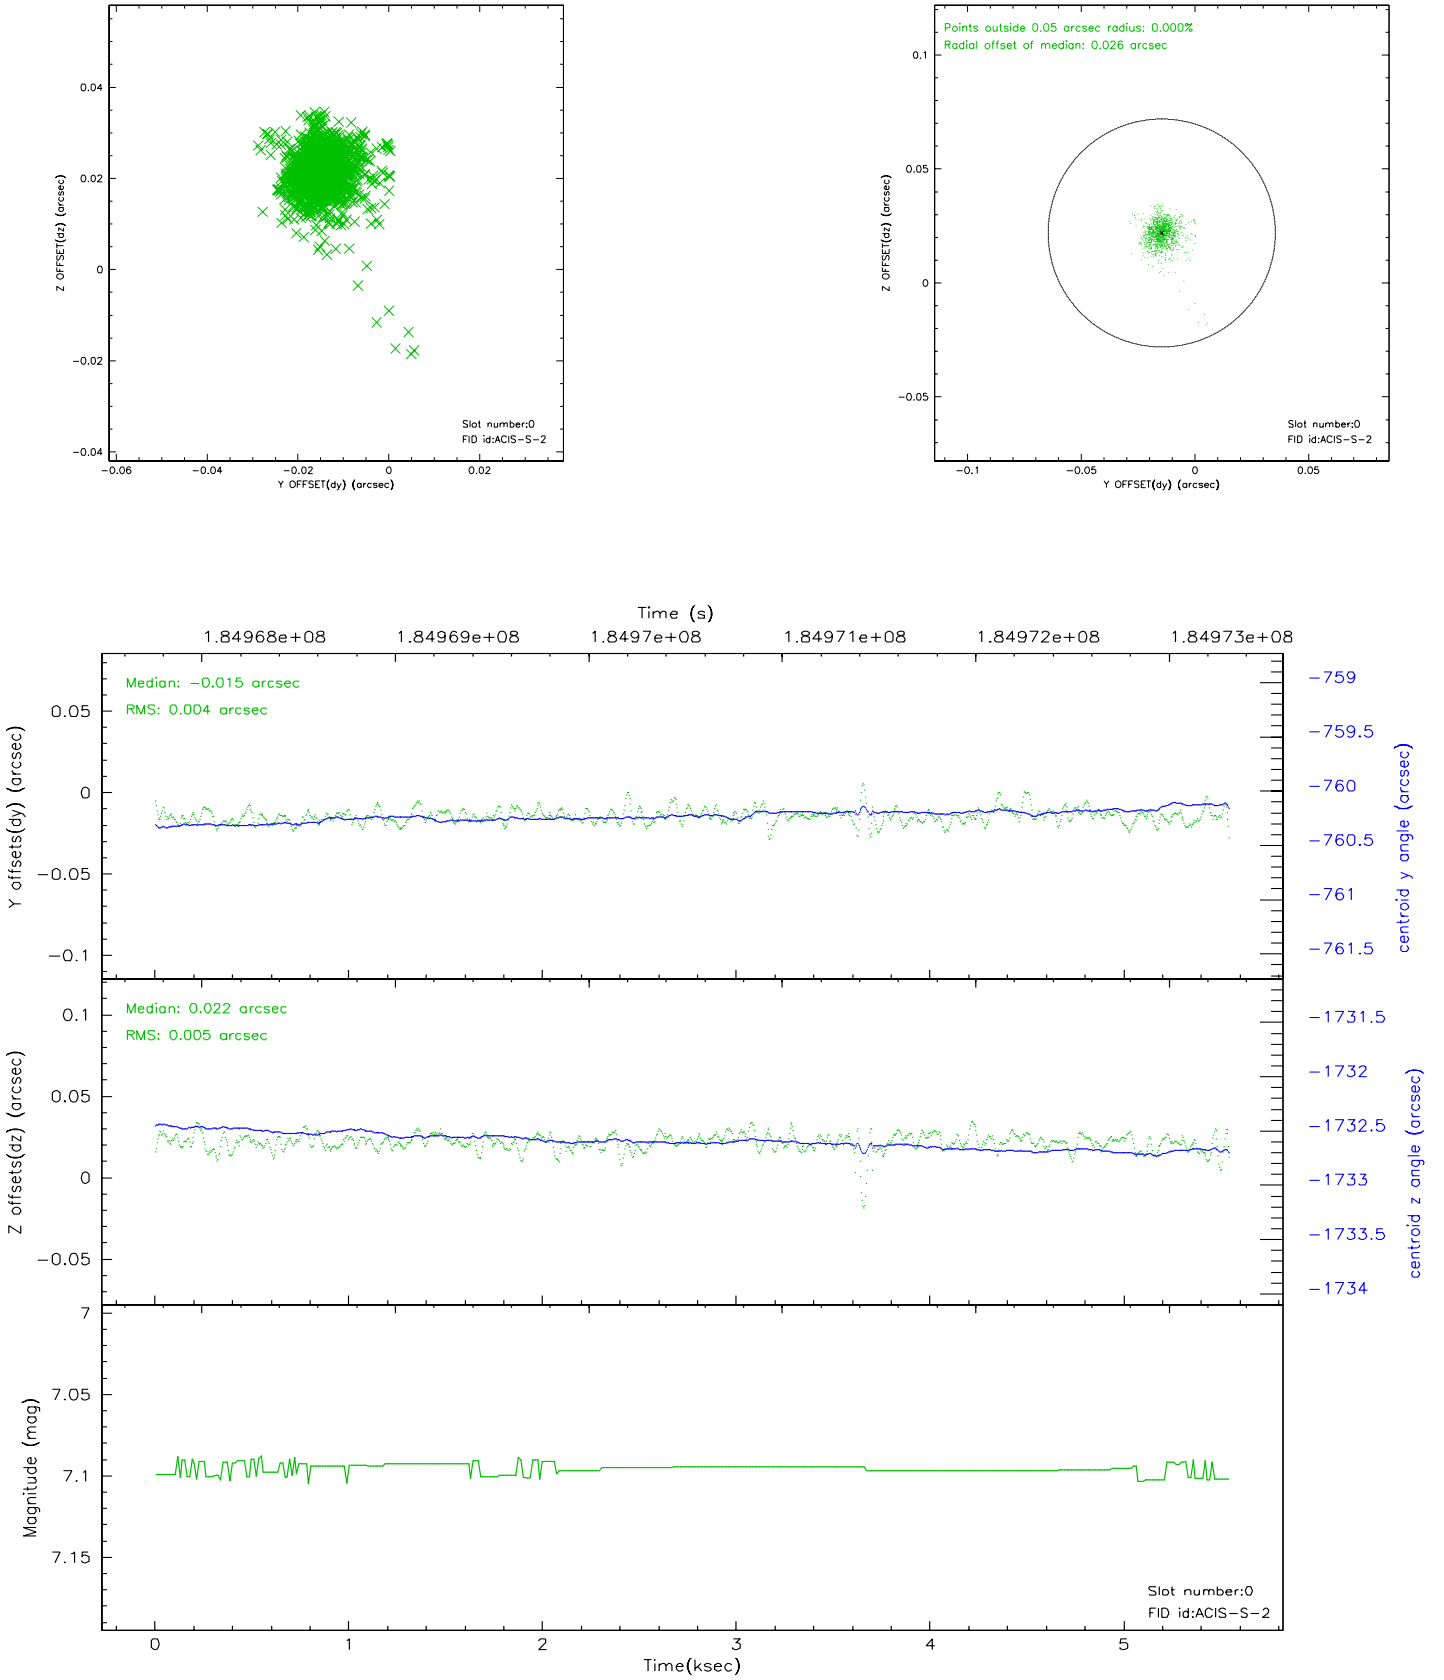 0.04
0.02
0
−0.02
−0.04
Z OFFSET(dz) (arcsec)
Slot number:0
FID id:ACIS−S−2
−0.06
−0.04
−0.02
0
0.02
Y OFFSET(dy) (arcsec)
Points outside 0.05 arcsec radius: 0.000%
Radial offset of median: 0.026 arcsec
0.1
0.05
0
−0.05
Z OFFSET(dz) (arcsec)
Slot number:0
FID id:ACIS−S−2
−0.1
−0.05
0
0.05
Y OFFSET(dy) (arcsec)
Time (s)
1.84968e+08
1.84969e+08
1.8497e+08
1.84971e+08
1.84972e+08
1.84973e+08
Median: −0.015 arcsec
RMS: 0.004 arcsec
0.05
0
−0.05
−0.1
Y offsets(dy) (arcsec)
−759
−759.5
−760
−760.5
−761
−761.5
centroid y angle (arcsec)
Median: 0.022 arcsec
RMS: 0.005 arcsec
0.1
0.05
0
−0.05
Z offsets(dz) (arcsec)
−1731.5
−1732
−1732.5
−1733
−1733.5
−1734
centroid z angle (arcsec)
7
7.05
7.1
7.15
Magnitude (mag)
Slot number:0
FID id:ACIS−S−2
0
1
2
3
4
5
Time(ksec)